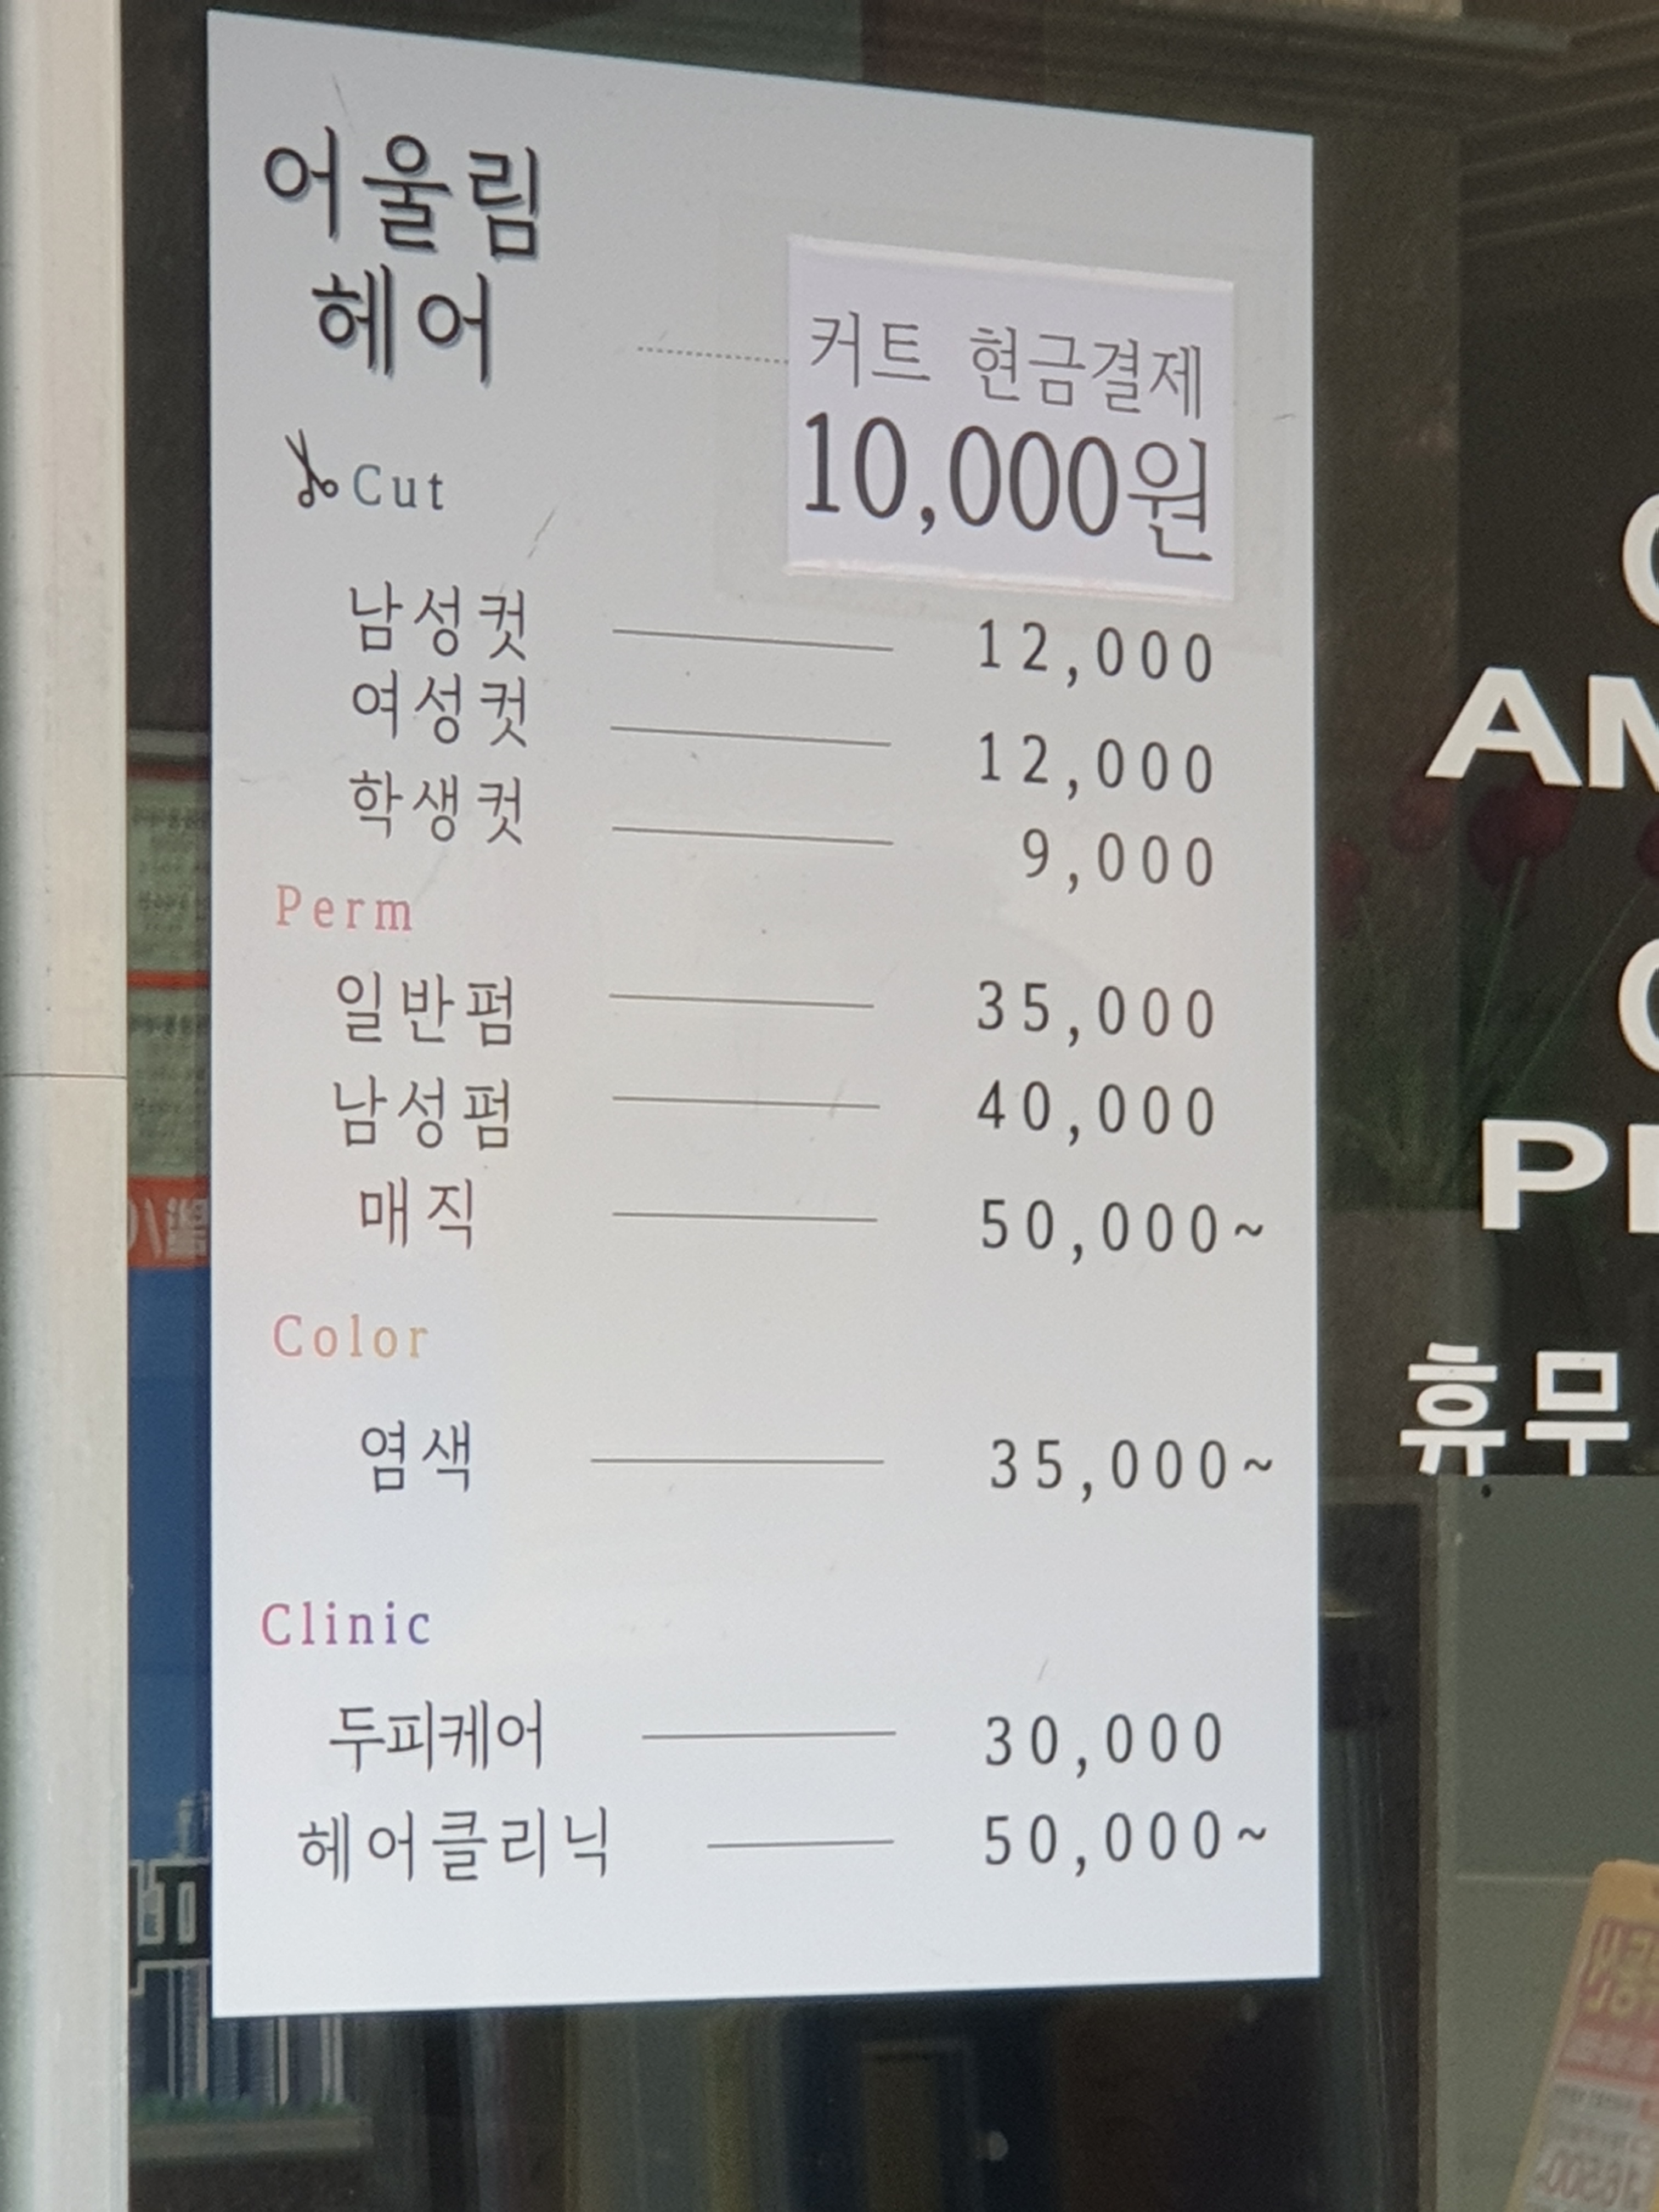 어울림
헤어
커트 현금결제
10,000원
Cut
남성컷 12,000
여성컷 12,000
학생컷 9,000
Perm
일반펌 35,000
남성펌 40,000
매직 50,000~
Color
염색 35,000~
Clinic
두피케어 30,000
헤어클리닉 50,000~
AM
휴무